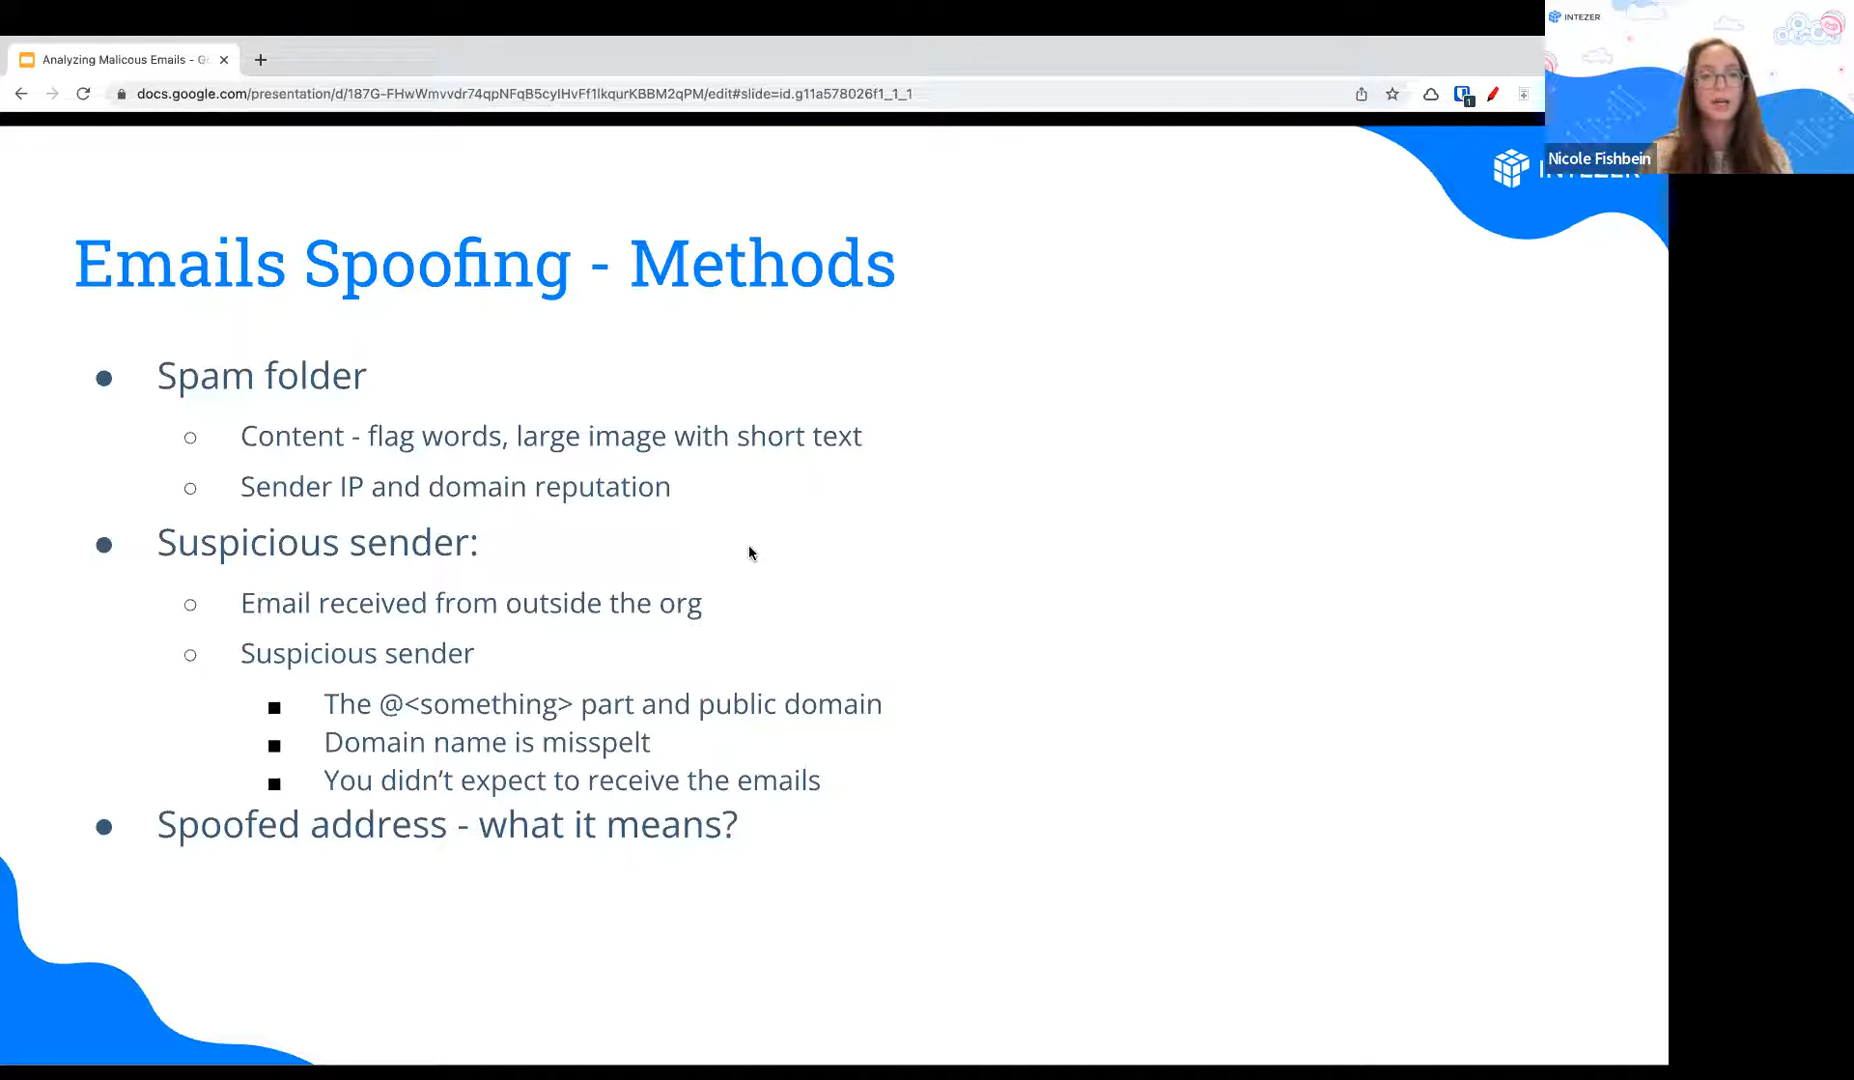 Analyzing Malicous Emails - G
docs.google.com/presentation/d/187G-FHwWmvvdr74qpNFqB5cyIHvFf1lkqurKBBM2qPM/edit#slide=id.g11a578026f1_1_1
1
INTEZER
Nicole Fishbein
INTEZER
Emails Spoofing - Methods
Spam folder
Content - flag words, large image with short text
Sender IP and domain reputation
Suspicious sender:
Email received from outside the org
Suspicious sender
The @<something> part and public domain
Domain name is misspelt
You didn't expect to receive the emails
Spoofed address - what it means?